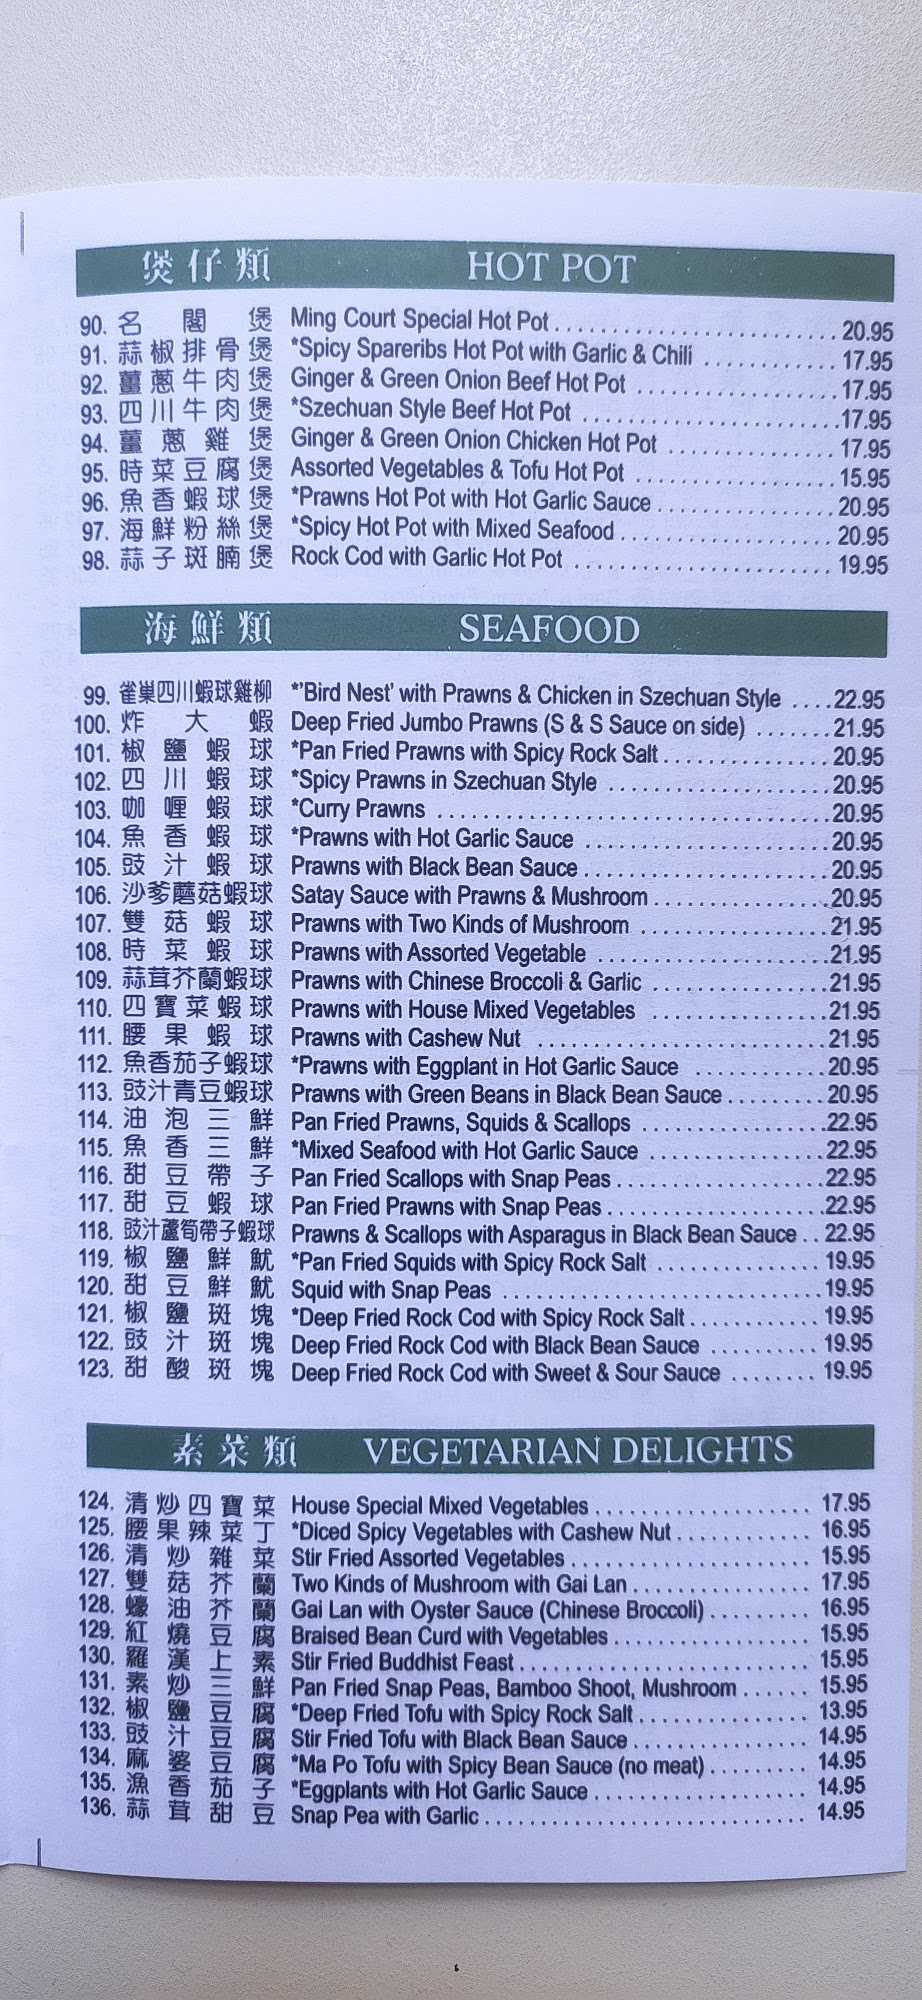 煲仔類 HOT POT
90. 名閣煲 Ming Court Special Hot Pot 20.95
91. 蒜椒排骨煲 *Spicy Spareribs Hot Pot with Garlic & Chili 17.95
92. 薑蔥牛肉煲 Ginger & Green Onion Beef Hot Pot 17.95
93. 四川牛肉煲 *Szechuan Style Beef Hot Pot 17.95
94. 薑蔥雞煲 Ginger & Green Onion Chicken Hot Pot 17.95
95. 時菜豆腐煲 Assorted Vegetables & Tofu Hot Pot 15.95
96. 魚香蝦球煲 *Prawns Hot Pot with Hot Garlic Sauce 20.95
97. 海鮮粉絲煲 *Spicy Hot Pot with Mixed Seafood 20.95
98. 蒜子斑腩煲 Rock Cod with Garlic Hot Pot 19.95
海鮮類 SEAFOOD
99. 雀巢四川蝦球雞柳 *'Bird Nest' with Prawns & Chicken in Szechuan Style 22.95
100. 炸大蝦 Deep Fried Jumbo Prawns (S & S Sauce on side) 21.95
101. 椒鹽蝦球 *Pan Fried Prawns with Spicy Rock Salt 20.95
102. 四川蝦球 *Spicy Prawns in Szechuan Style 20.95
103. 咖喱蝦球 *Curry Prawns 20.95
104. 魚香蝦球 *Prawns with Hot Garlic Sauce 20.95
105. 豉汁蝦球 Prawns with Black Bean Sauce 20.95
106. 沙爹蘑菇蝦球 Satay Sauce with Prawns & Mushroom 20.95
107. 雙菇蝦球 Prawns with Two Kinds of Mushroom 21.95
108. 時菜蝦球 Prawns with Assorted Vegetable 21.95
109. 蒜茸芥蘭蝦球 Prawns with Chinese Broccoli & Garlic 21.95
110. 四寶菜蝦球 Prawns with House Mixed Vegetables 21.95
111. 腰果蝦球 Prawns with Cashew Nut 21.95
112. 魚香茄子蝦球 *Prawns with Eggplant in Hot Garlic Sauce 20.95
113. 豉汁青豆蝦球 Prawns with Green Beans in Black Bean Sauce 20.95
114. 油泡三鮮 Pan Fried Prawns, Squids & Scallops 22.95
115. 魚香三鮮 *Mixed Seafood with Hot Garlic Sauce 22.95
116. 甜豆帶子 Pan Fried Scallops with Snap Peas 22.95
117. 甜豆蝦球 Pan Fried Prawns with Snap Peas 22.95
118. 豉汁蘆筍帶子蝦球 Prawns & Scallops with Asparagus in Black Bean Sauce 22.95
119. 椒鹽鮮魷 *Pan Fried Squids with Spicy Rock Salt 19.95
120. 甜豆鮮魷 Squid with Snap Peas 19.95
121. 椒鹽斑塊 *Deep Fried Rock Cod with Spicy Rock Salt 19.95
122. 豉汁斑塊 Deep Fried Rock Cod with Black Bean Sauce 19.95
123. 甜酸斑塊 Deep Fried Rock Cod with Sweet & Sour Sauce 19.95
素菜類 VEGETARIAN DELIGHTS
124. 清炒四寶菜 House Special Mixed Vegetables 17.95
125. 腰果辣菜丁 *Diced Spicy Vegetables with Cashew Nut 16.95
126. 清炒雜菜 Stir Fried Assorted Vegetables 15.95
127. 雙菇芥蘭 Two Kinds of Mushroom with Gai Lan 17.95
128. 蠔油芥蘭 Gai Lan with Oyster Sauce (Chinese Broccoli) 16.95
129. 紅燒豆腐 Braised Bean Curd with Vegetables 15.95
130. 羅漢上素 Stir Fried Buddhist Feast 15.95
131. 素炒三鮮 Pan Fried Snap Peas, Bamboo Shoot, Mushroom 15.95
132. 椒鹽豆腐 *Deep Fried Tofu with Spicy Rock Salt 13.95
133. 豉汁豆腐 Stir Fried Tofu with Black Bean Sauce 14.95
134. 麻婆豆腐 *Ma Po Tofu with Spicy Bean Sauce (no meat) 14.95
135. 漁香茄子 *Eggplants with Hot Garlic Sauce 14.95
136. 蒜茸甜豆 Snap Pea with Garlic 14.95